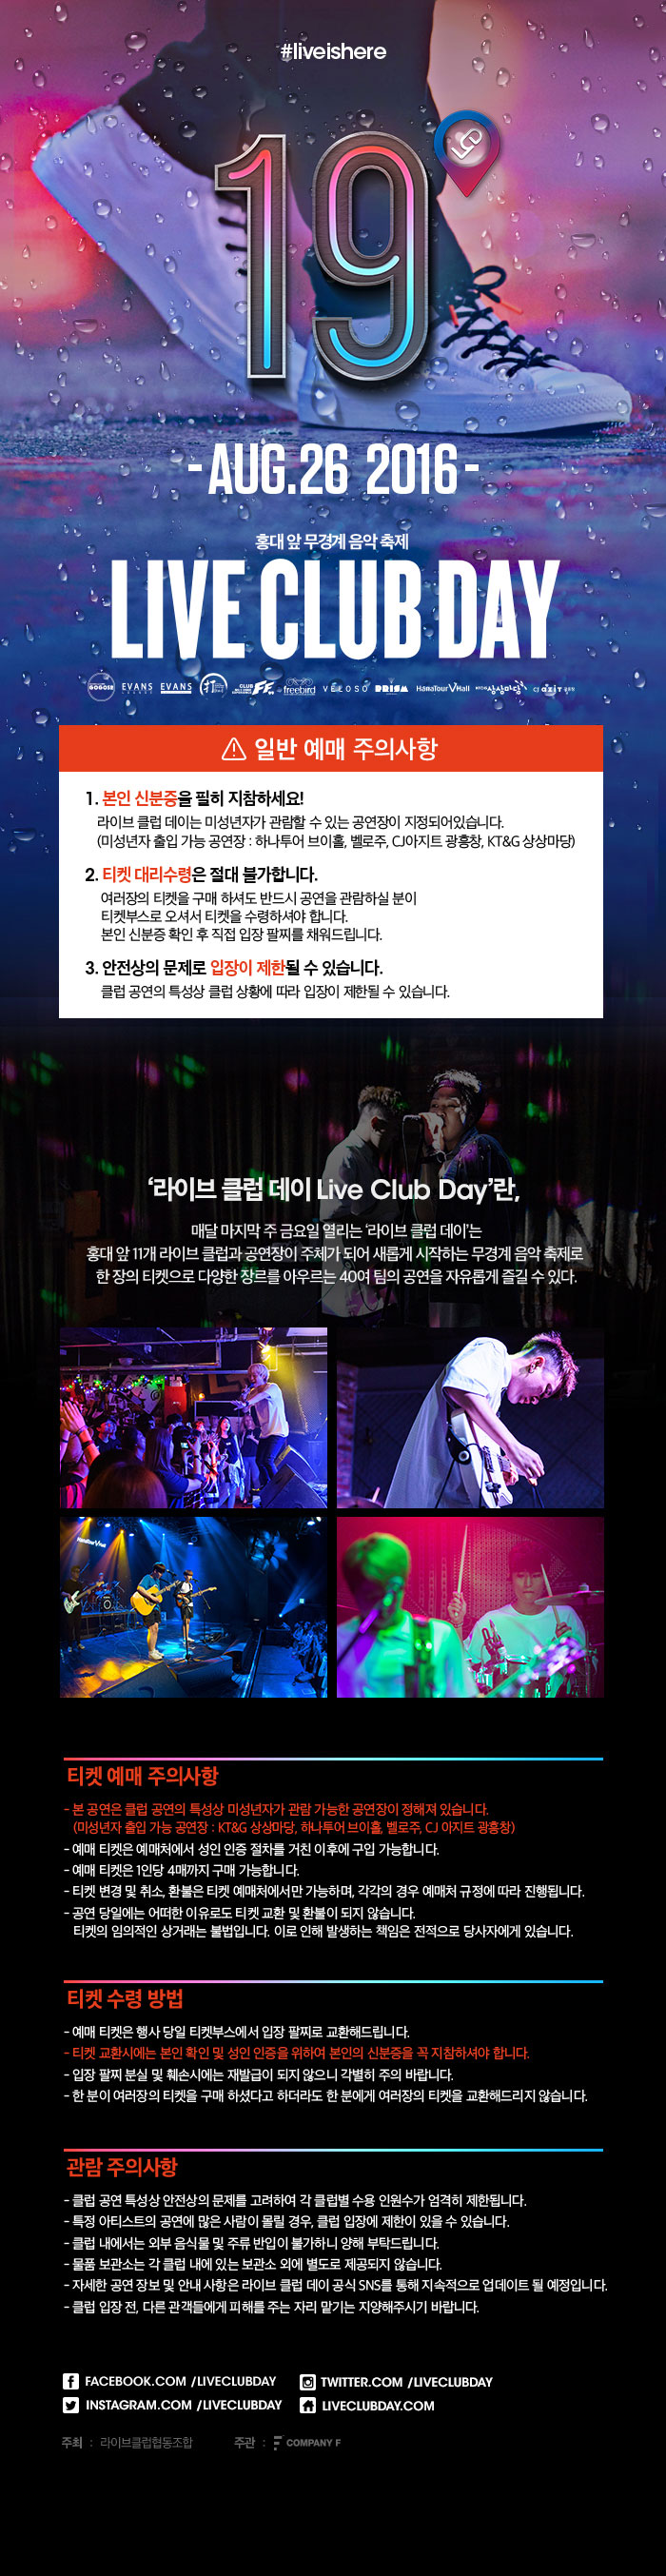 #liveishere
19
LCD
-AUG.26 2016-
홍대 앞 무경계 음악 축제
LIVE CLUB DAY
GOGOS2 EVANS EVANS 打 CLUB FF freebird VELOSO PRISM HanaTour V Hall 상상마당 CJ azit 광흥창
일반 예매 주의사항
1. 본인 신분증을 필히 지참하세요!
라이브 클럽 데이는 미성년자가 관람할 수 있는 공연장이 지정되어있습니다.
(미성년자 출입 가능 공연장 : 하나투어 브이홀, 벨로주, CJ아지트 광흥창, KT&G 상상마당)
2. 티켓 대리수령은 절대 불가합니다.
여러장의 티켓을 구매 하셔도 반드시 공연을 관람하실 분이
티켓부스로 오셔서 티켓을 수령하셔야 합니다.
본인 신분증 확인 후 직접 입장 팔찌를 채워드립니다.
3. 안전상의 문제로 입장이 제한될 수 있습니다.
클럽 공연의 특성상 클럽 상황에 따라 입장이 제한될 수 있습니다.
‘라이브 클럽 데이 Live Club Day’란,
매달 마지막 주 금요일 열리는 ‘라이브 클럽 데이’는
홍대 앞 11개 라이브 클럽과 공연장이 주체가 되어 새롭게 시작하는 무경계 음악 축제로
한 장의 티켓으로 다양한 장르를 아우르는 40여 팀의 공연을 자유롭게 즐길 수 있다.
HanaTour V Hall
티켓 예매 주의사항
- 본 공연은 클럽 공연의 특성상 미성년자가 관람 가능한 공연장이 정해져 있습니다.
(미성년자 출입 가능 공연장 : KT&G 상상마당, 하나투어 브이홀, 벨로주, CJ 아지트 광흥창)
- 예매 티켓은 예매처에서 성인 인증 절차를 거친 이후에 구입 가능합니다.
- 예매 티켓은 1인당 4매까지 구매 가능합니다.
- 티켓 변경 및 취소, 환불은 티켓 예매처에서만 가능하며, 각각의 경우 예매처 규정에 따라 진행됩니다.
- 공연 당일에는 어떠한 이유로도 티켓 교환 및 환불이 되지 않습니다.
티켓의 임의적인 상거래는 불법입니다. 이로 인해 발생하는 책임은 전적으로 당사자에게 있습니다.
티켓 수령 방법
- 예매 티켓은 행사 당일 티켓부스에서 입장 팔찌로 교환해드립니다.
- 티켓 교환시에는 본인 확인 및 성인 인증을 위하여 본인의 신분증을 꼭 지참하셔야 합니다.
- 입장 팔찌 분실 및 훼손시에는 재발급이 되지 않으니 각별히 주의 바랍니다.
- 한 분이 여러장의 티켓을 구매 하셨다고 하더라도 한 분에게 여러장의 티켓을 교환해드리지 않습니다.
관람 주의사항
- 클럽 공연 특성상 안전상의 문제를 고려하여 각 클럽별 수용 인원수가 엄격히 제한됩니다.
- 특정 아티스트의 공연에 많은 사람이 몰릴 경우, 클럽 입장에 제한이 있을 수 있습니다.
- 클럽 내에서는 외부 음식물 및 주류 반입이 불가하니 양해 부탁드립니다.
- 물품 보관소는 각 클럽 내에 있는 보관소 외에 별도로 제공되지 않습니다.
- 자세한 공연 장보 및 안내 사항은 라이브 클럽 데이 공식 SNS를 통해 지속적으로 업데이트 될 예정입니다.
- 클럽 입장 전, 다른 관객들에게 피해를 주는 자리 맡기는 지양해주시기 바랍니다.
FACEBOOK.COM /LIVECLUBDAY TWITTER.COM /LIVECLUBDAY
INSTAGRAM.COM /LIVECLUBDAY LIVECLUBDAY.COM
주최 : 라이브클럽협동조합 주관 : COMPANY F